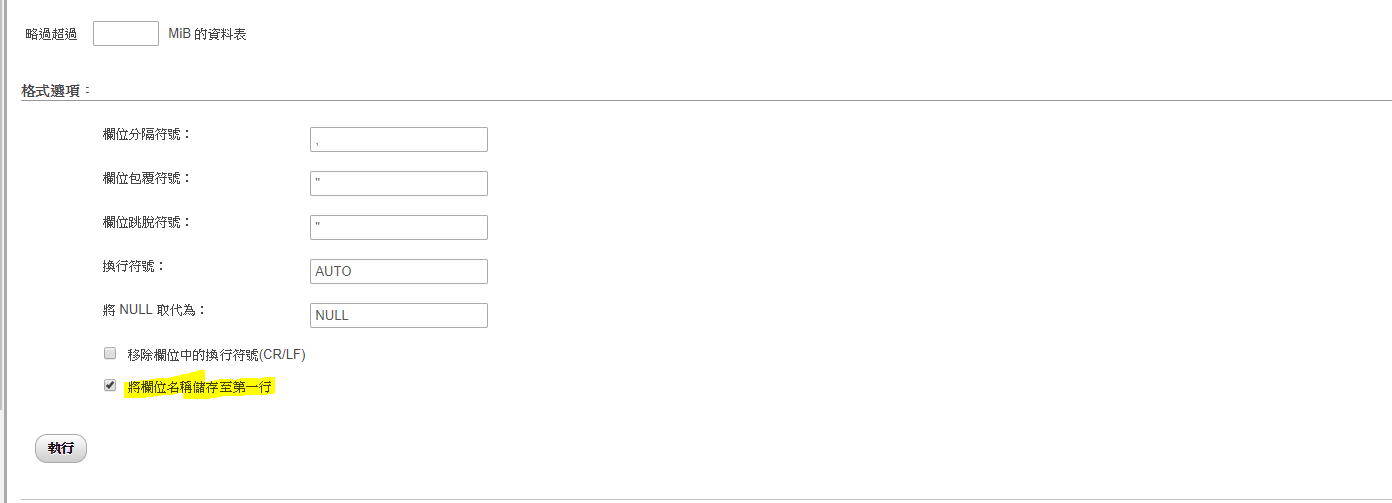 略過超過 MiB 的資料表
格式選項：
欄位分隔符號： ,
欄位包覆符號： "
欄位跳脫符號： "
換行符號： AUTO
將 NULL 取代為： NULL
移除欄位中的換行符號(CR/LF)
將欄位名稱儲存至第一行
執行